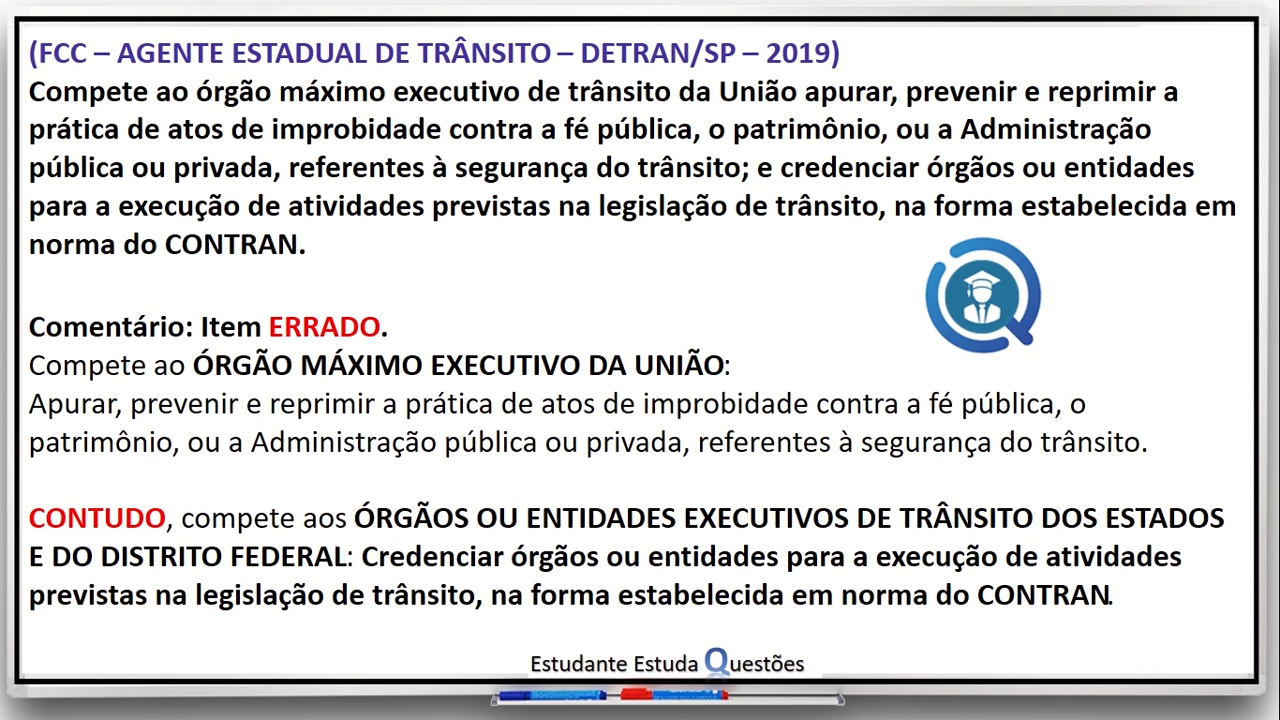 (FCC – AGENTE ESTADUAL DE TRÂNSITO – DETRAN/SP – 2019)
Compete ao órgão máximo executivo de trânsito da União apurar, prevenir e reprimir a
prática de atos de improbidade contra a fé pública, o patrimônio, ou a Administração
pública ou privada, referentes à segurança do trânsito; e credenciar órgãos ou entidades
para a execução de atividades previstas na legislação de trânsito, na forma estabelecida em
norma do CONTRAN.
Comentário: Item ERRADO.
Compete ao ÓRGÃO MÁXIMO EXECUTIVO DA UNIÃO:
Apurar, prevenir e reprimir a prática de atos de improbidade contra a fé pública, o
patrimônio, ou a Administração pública ou privada, referentes à segurança do trânsito.
CONTUDO, compete aos ÓRGÃOS OU ENTIDADES EXECUTIVOS DE TRÂNSITO DOS ESTADOS
E DO DISTRITO FEDERAL: Credenciar órgãos ou entidades para a execução de atividades
previstas na legislação de trânsito, na forma estabelecida em norma do CONTRAN.
Estudante Estuda Questões